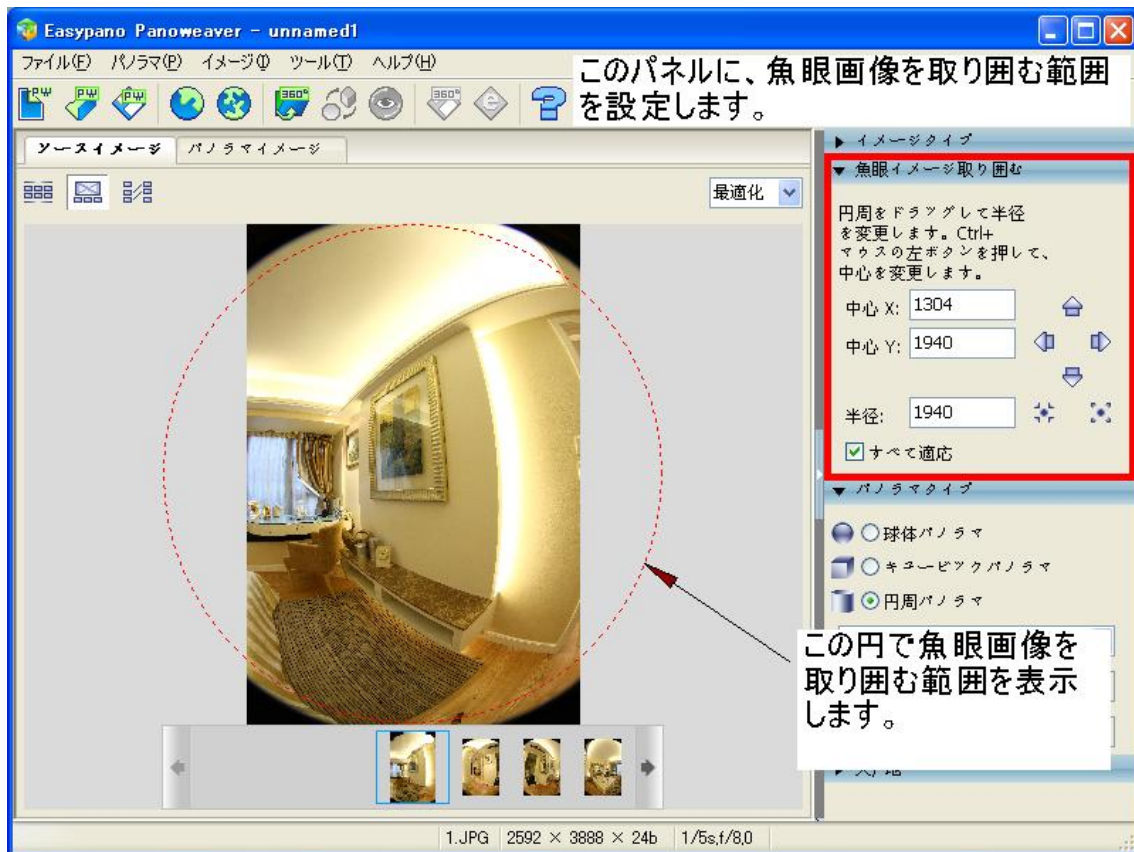 Easypano Panoweaver - unnamed1
ファイル(F) パノラマ(P) イメージ(I) ツール(T) ヘルプ(H)
このパネルに、魚眼画像を取り囲む範囲
を設定します。
ソースイメージ パノラマイメージ
最適化
イメージタイプ
魚眼イメージ取り囲む
円周をドラッグして半径
を変更します。Ctrl+
マウスの左ボタンを押して、
中心を変更します。
中心 X: 1304
中心 Y: 1940
半径: 1940
すべて適応
パノラマタイプ
球体パノラマ
キュービックパノラマ
円周パノラマ
この円で魚眼画像を
取り囲む範囲を表示
します。
1.JPG 2592 × 3888 × 24b 1/5s,f/8,0